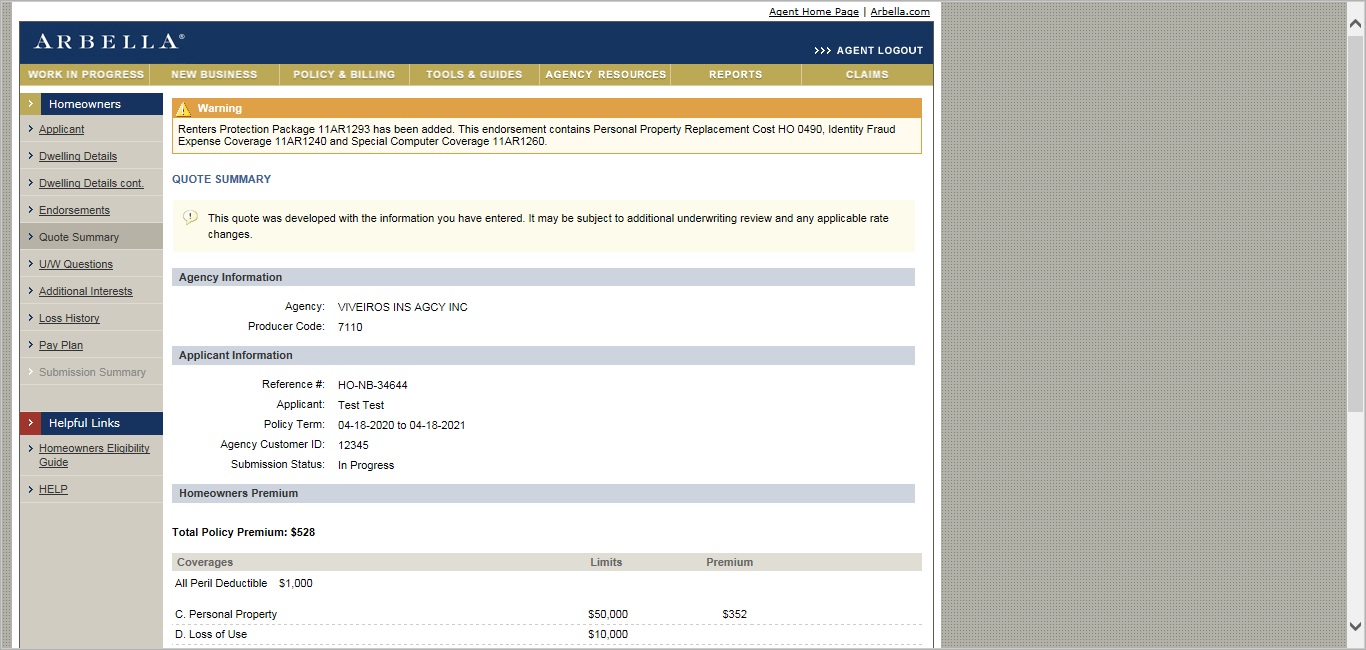 Agent Home Page | Arbella.com
ARBELLA®
>>> AGENT LOGOUT
WORK IN PROGRESS NEW BUSINESS POLICY & BILLING TOOLS & GUIDES AGENCY RESOURCES REPORTS CLAIMS
Homeowners
Applicant
Dwelling Details
Dwelling Details cont.
Endorsements
Quote Summary
U/W Questions
Additional Interests
Loss History
Pay Plan
Submission Summary
Helpful Links
Homeowners Eligibility
Guide
HELP
Warning
Renters Protection Package 11AR1293 has been added. This endorsement contains Personal Property Replacement Cost HO 0490, Identity Fraud
Expense Coverage 11AR1240 and Special Computer Coverage 11AR1260.
QUOTE SUMMARY
This quote was developed with the information you have entered. It may be subject to additional underwriting review and any applicable rate
changes.
Agency Information
Agency: VIVEIROS INS AGCY INC
Producer Code: 7110
Applicant Information
Reference #: HO-NB-34644
Applicant: Test Test
Policy Term: 04-18-2020 to 04-18-2021
Agency Customer ID: 12345
Submission Status: In Progress
Homeowners Premium
Total Policy Premium: $528
Coverages Limits Premium
All Peril Deductible $1,000
C. Personal Property $50,000 $352
D. Loss of Use $10,000